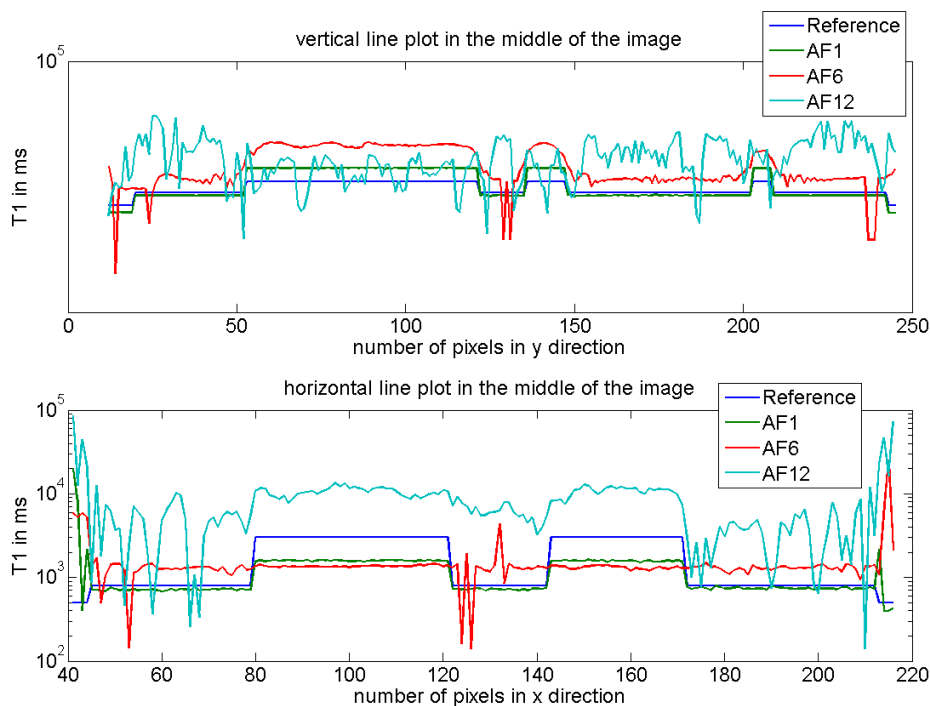 vertical line plot in the middle of the image
Reference
AF1
AF6
AF12
10^5
T1 in ms
0 50 100 150 200 250
number of pixels in y direction
horizontal line plot in the middle of the image
Reference
AF1
AF6
AF12
10^5
10^4
10^3
10^2
T1 in ms
40 60 80 100 120 140 160 180 200 220
number of pixels in x direction